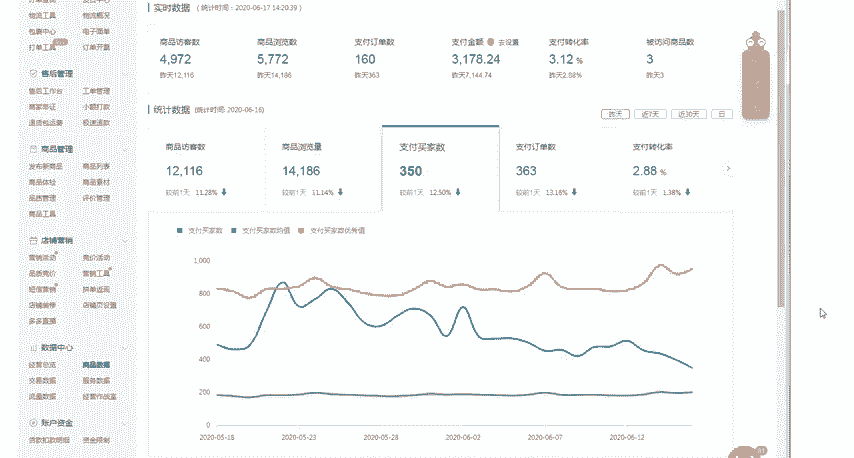 订单查询 发货中心
物流工具 物流概况
包裹中心 电子面单
打单工具 订单开票
售后管理
售后工作台 工单管理
商家举证 小额打款
退货包运费 极速退款
商品管理
发布新商品 商品列表
商品体检 商品素材
品质管理 评价管理
商品工具
店铺营销
营销活动 竞价活动
品质竞价 营销工具
短信营销 拼单返现
店铺装修 店铺页设置
多多直播
数据中心
经营总览 商品数据
交易数据 服务数据
流量数据 经营作战室
账户资金
货款扣款明细 资金限制
实时数据 (统计时间:2020-06-17 14:20:39)
商品访客数 商品浏览数 支付订单数 支付金额 去设置 支付转化率 被访问商品数
4,972 5,772 160 3,178.24 3.12 % 3
昨天12,116 昨天14,186 昨天363 昨天7,144.74 昨天2.88% 昨天3
统计数据 (统计时间: 2020-06-16)
昨天 近7天 近30天 日
商品访客数 商品浏览量 支付买家数 支付订单数 支付转化率
12,116 14,186 350 363 2.88 %
较前1天 11.28% 较前1天 11.14% 较前1天 12.50% 较前1天 13.16% 较前1天 1.38%
支付买家数 支付买家数均值 支付买家数优秀值
1,000
800
600
400
200
0
2020-05-18 2020-05-23 2020-05-28 2020-06-02 2020-06-07 2020-06-12